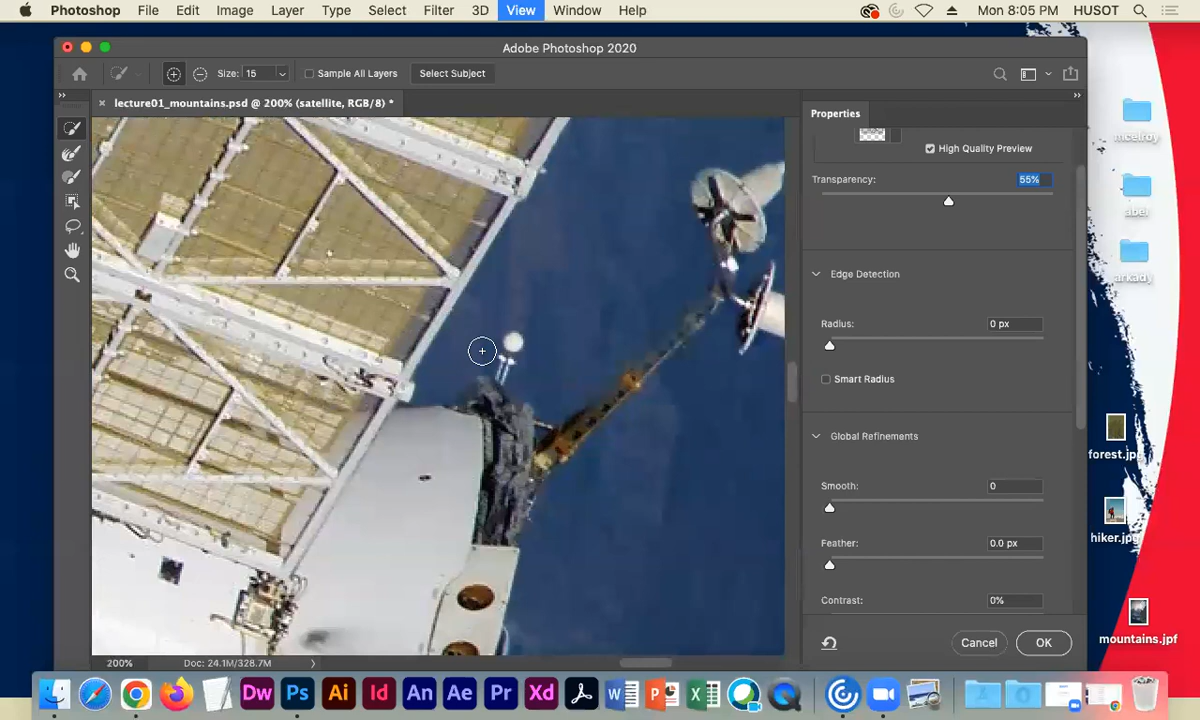 Photoshop File Edit Image Layer Type Select Filter 3D View Window Help Mon 8:05 PM HUSOT
Adobe Photoshop 2020
Size: 15 Sample All Layers Select Subject
× lecture01_mountains.psd @ 200% (satellite, RGB/8) *
Properties
High Quality Preview
Transparency: 55%
Edge Detection
Radius: 0 px
Smart Radius
Global Refinements
Smooth: 0
Feather: 0.0 px
Contrast: 0%
Cancel OK
200% Doc: 24.1M/328.7M
mcelroy
abel
arkady
forest.jpg
hiker.jpg
mountains.jpf
Dw Ps Ai Id An Ae Pr Xd W P X